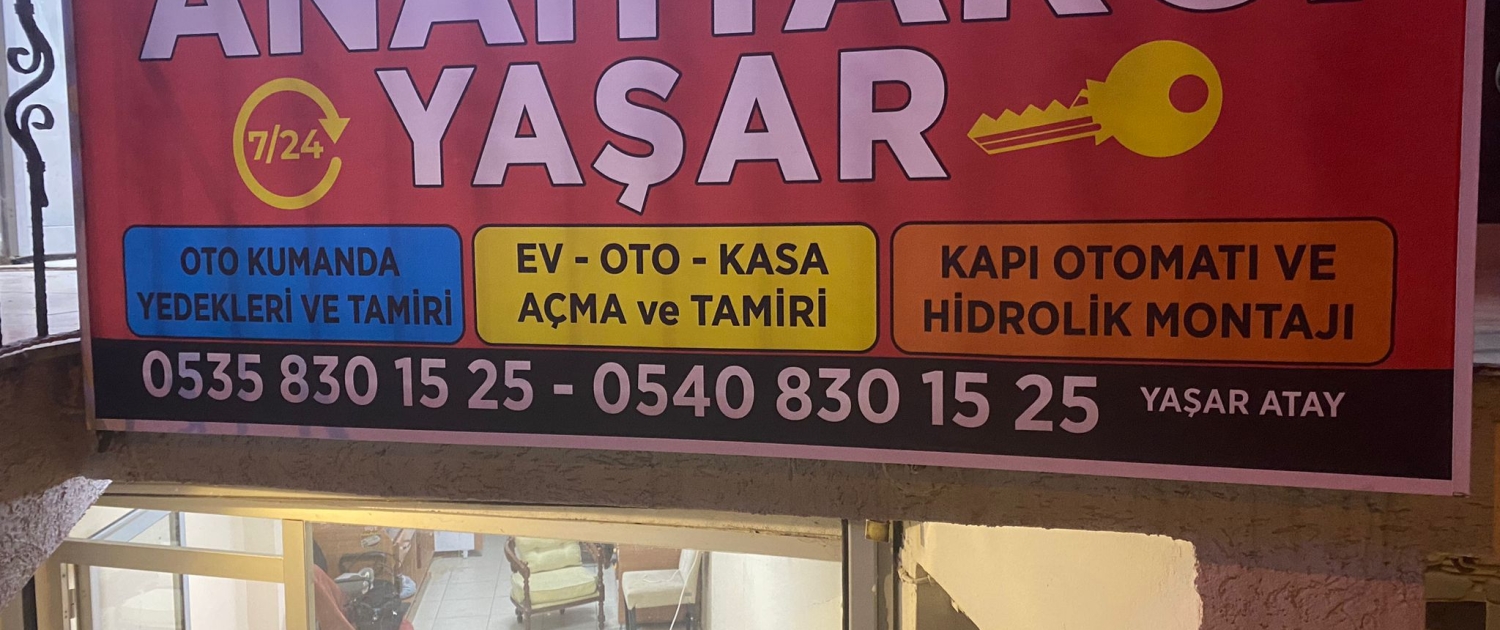 ANAHTARCI
YAŞAR
7/24
OTO KUMANDA
YEDEKLERİ VE TAMİRİ
EV - OTO - KASA
AÇMA ve TAMİRİ
KAPI OTOMATI VE
HİDROLİK MONTAJI
0535 830 15 25 - 0540 830 15 25 YAŞAR ATAY